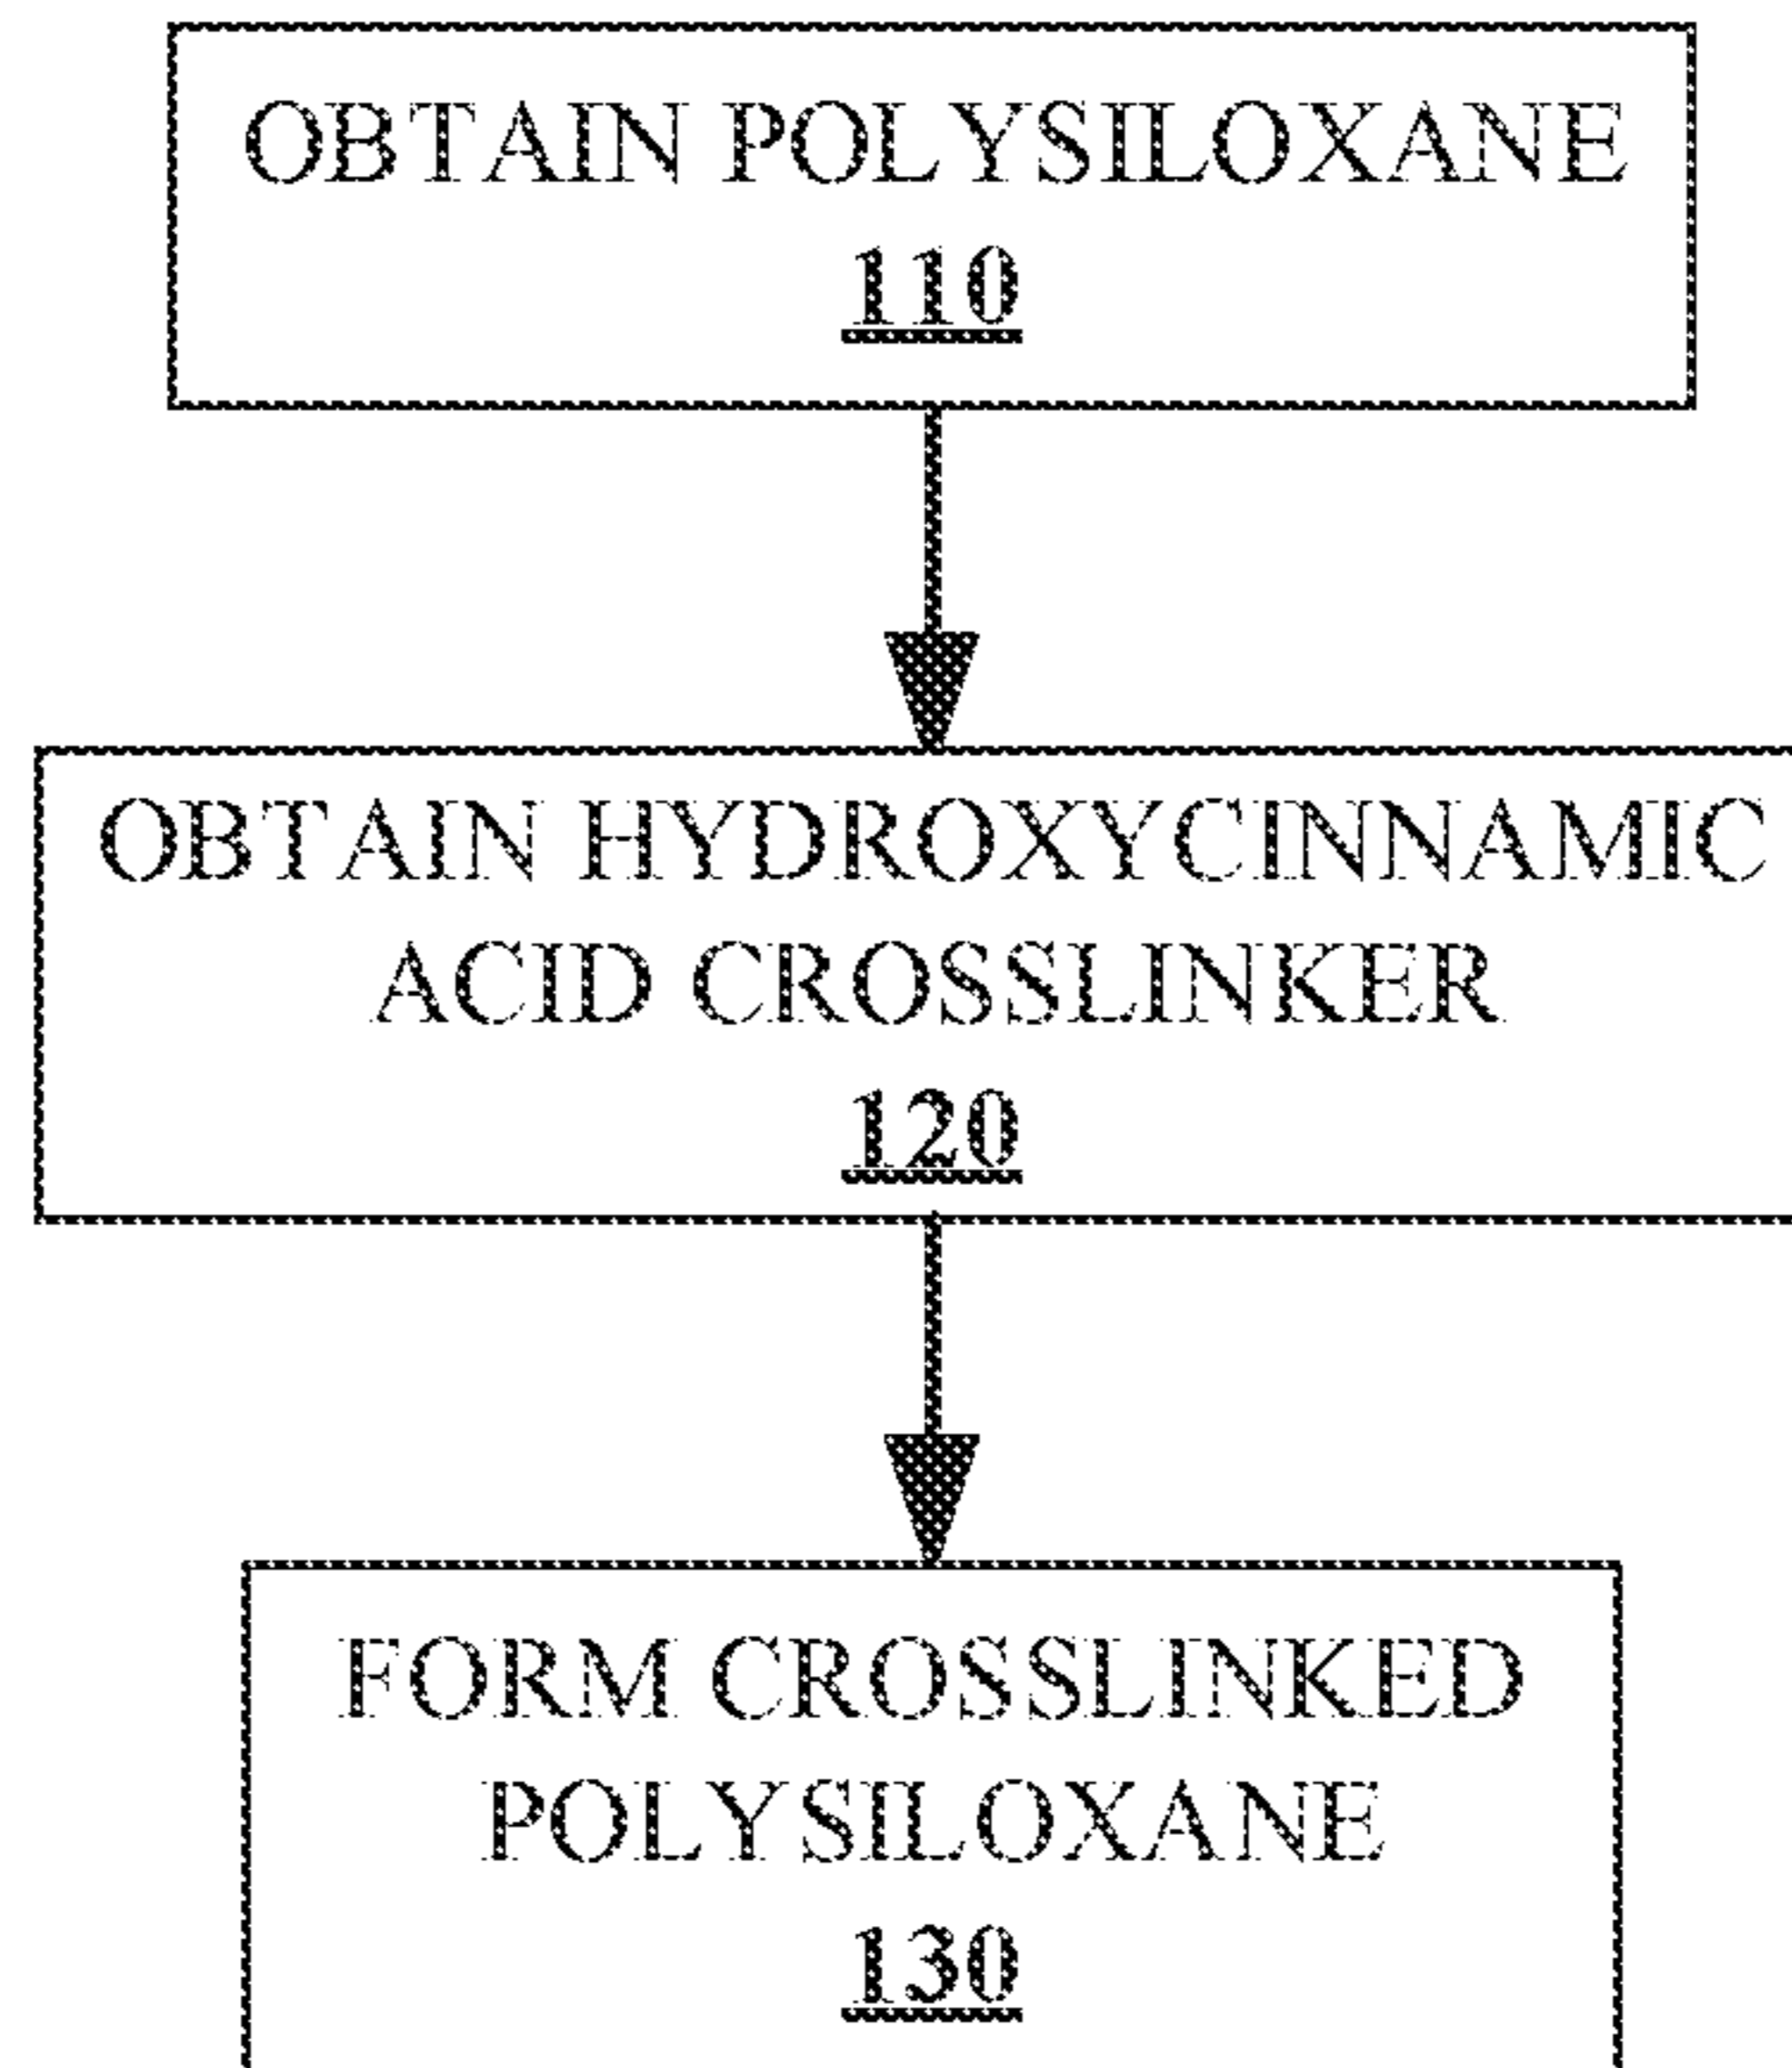 OBTAIN POLYSILOXANE
110
OBTAIN HYDROXYCINNAMIC
ACID CROSSLINKER
120
FORM CROSSLINKED
POLYSILOXANE
130